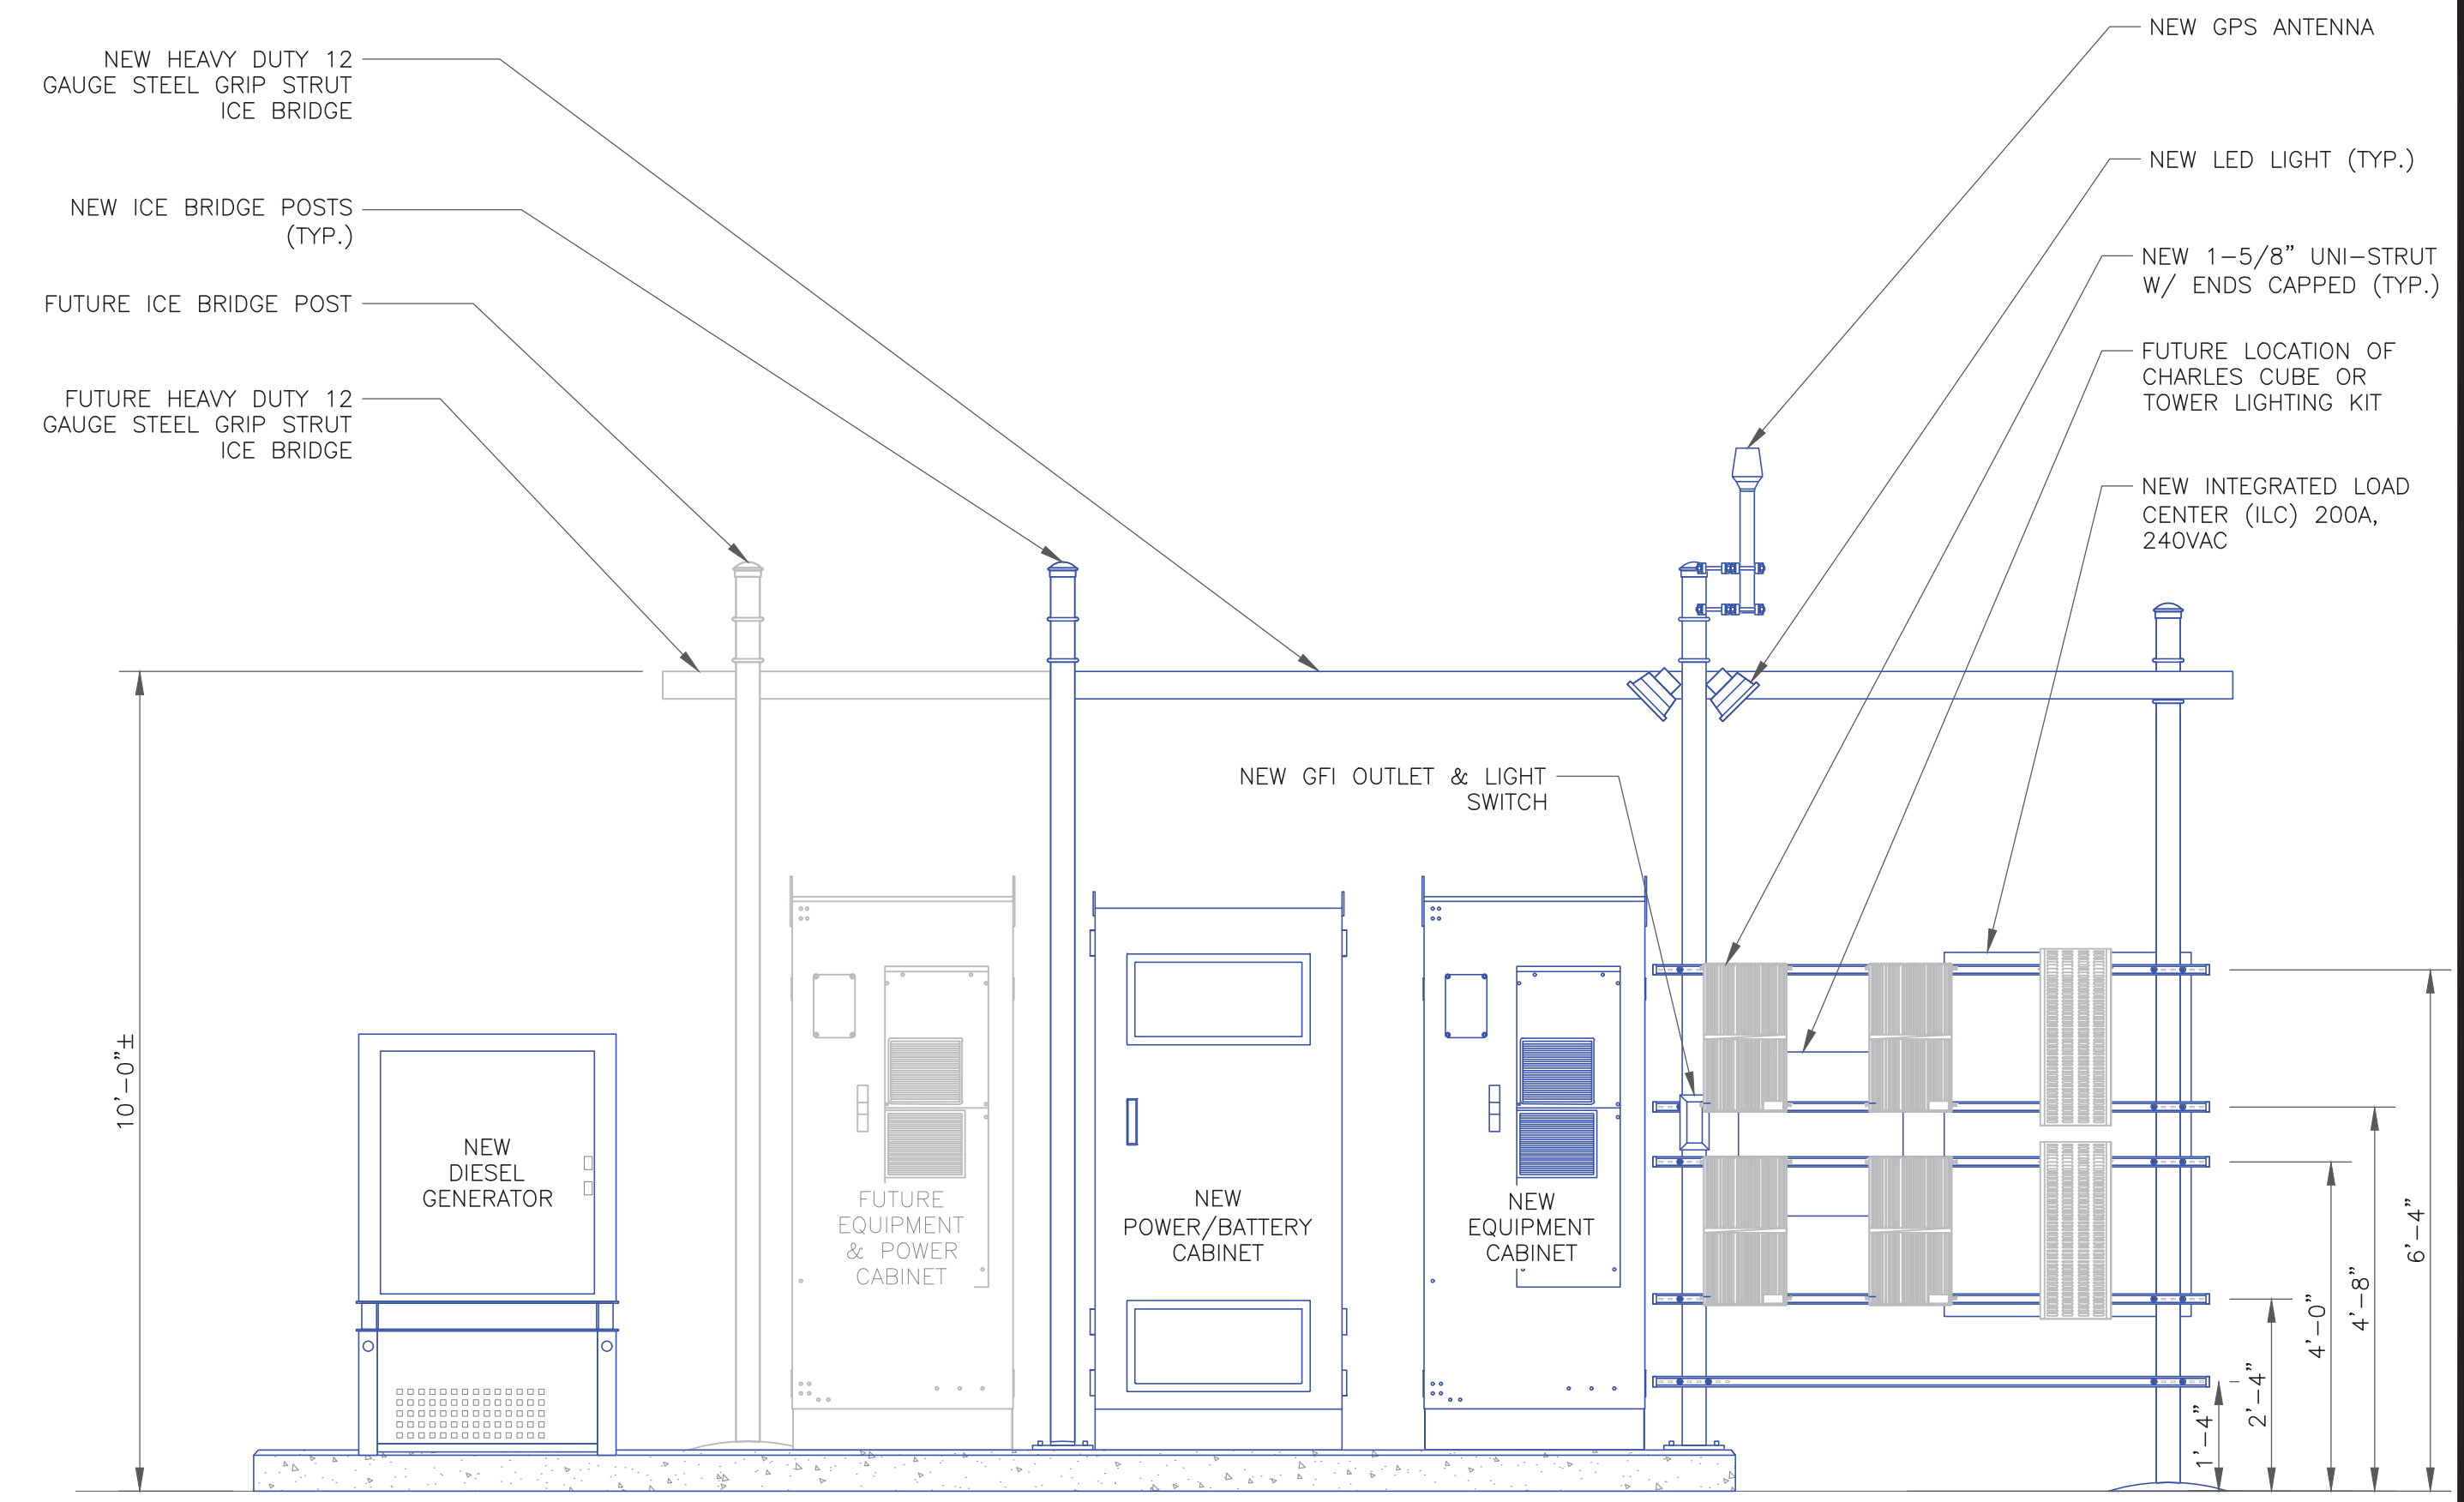 NEW HEAVY DUTY 12
GAUGE STEEL GRIP STRUT
ICE BRIDGE
NEW ICE BRIDGE POSTS
(TYP.)
FUTURE ICE BRIDGE POST
FUTURE HEAVY DUTY 12
GAUGE STEEL GRIP STRUT
ICE BRIDGE
NEW GPS ANTENNA
NEW LED LIGHT (TYP.)
NEW 1-5/8" UNI-STRUT
W/ ENDS CAPPED (TYP.)
FUTURE LOCATION OF
CHARLES CUBE OR
TOWER LIGHTING KIT
NEW INTEGRATED LOAD
CENTER (ILC) 200A,
240VAC
NEW GFI OUTLET & LIGHT
SWITCH
10'-0"±
NEW
DIESEL
GENERATOR
FUTURE
EQUIPMENT
& POWER
CABINET
NEW
POWER/BATTERY
CABINET
NEW
EQUIPMENT
CABINET
1'-4"
2'-4"
4'-0"
4'-8"
6'-4"